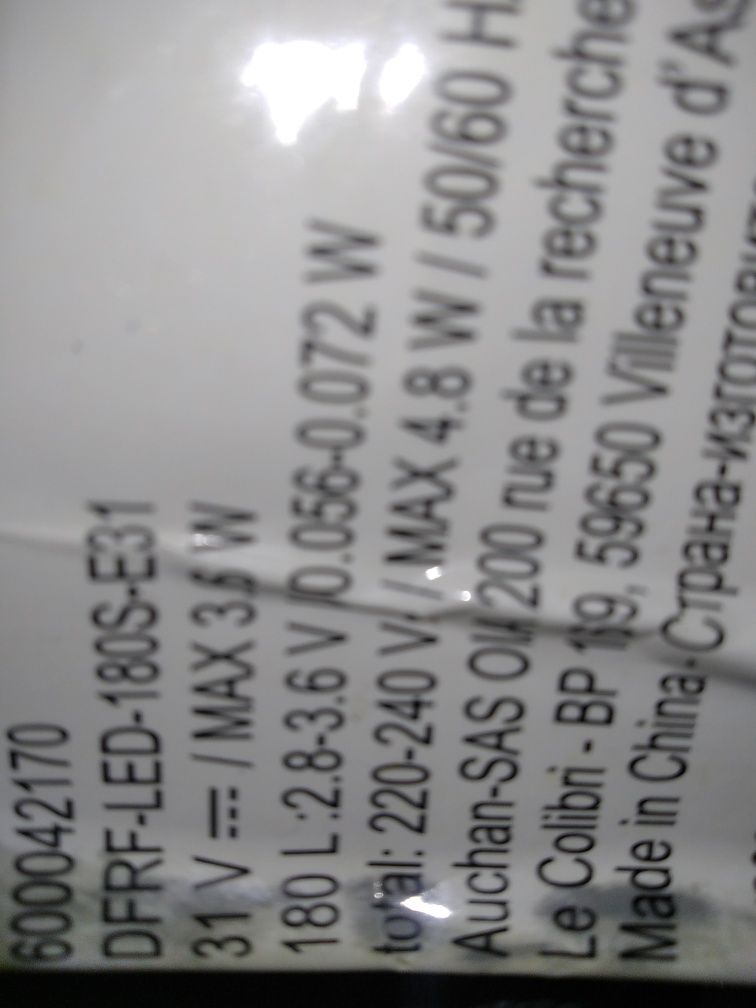 600042170
DFRF-LED-180S-E31
31 V ⎓ / MAX 3.6 W
180 L :2.8-3.6 V /0.056-0.072 W
total: 220-240 V~ / MAX 4.8 W / 50/60
Auchan-SAS OIA 200 rue de la recherche
Le Colibri - BP 169, 59650 Villeneuve
Made in China-Страна-